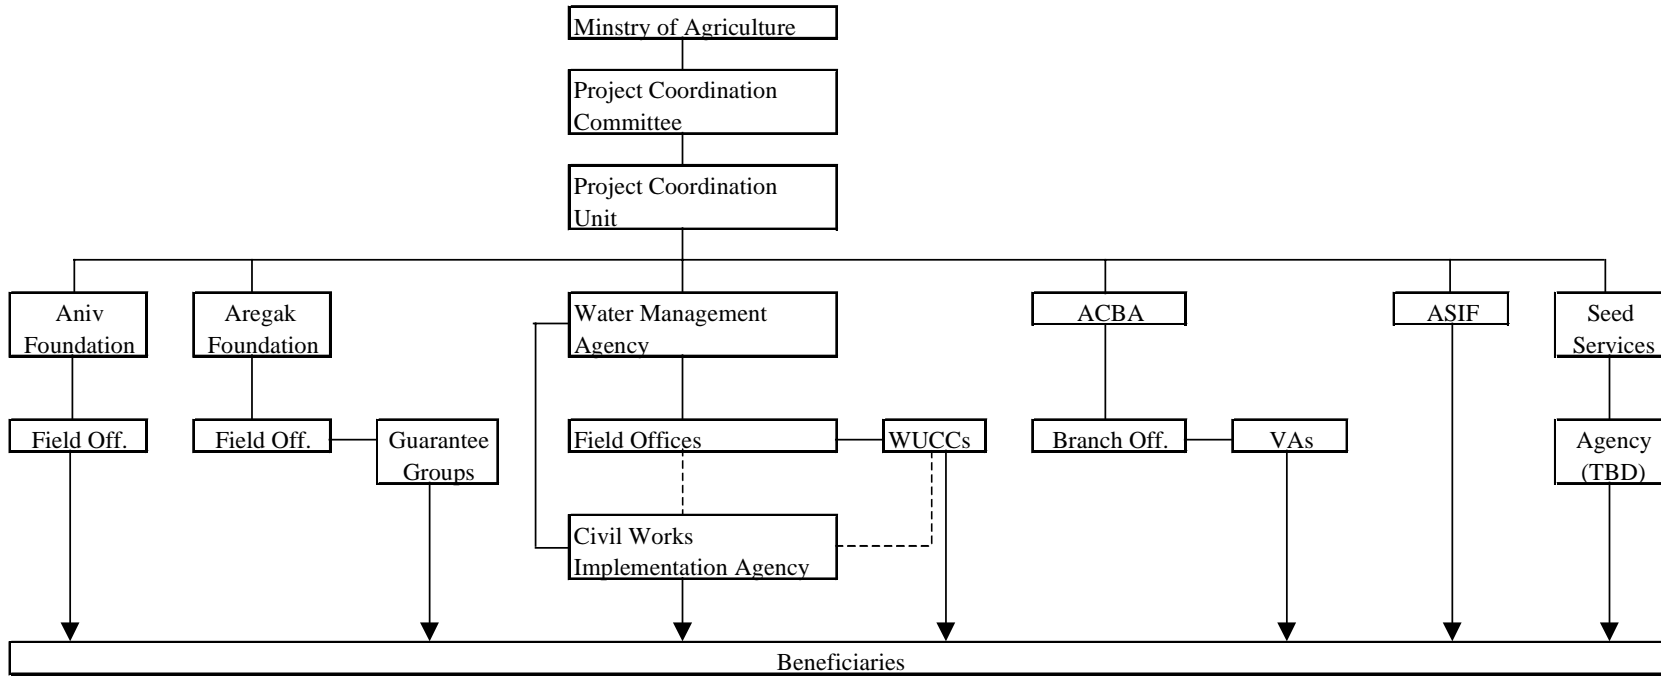 Minstry of Agriculture
Project Coordination
Committee
Project Coordination
Unit
Aniv
Foundation
Aregak
Foundation
Water Management
Agency
ACBA
ASIF
Seed
Services
Field Off.
Field Off.
Guarantee
Groups
Field Offices
WUCCs
Branch Off.
VAs
Agency
(TBD)
Civil Works
Implementation Agency
Beneficiaries